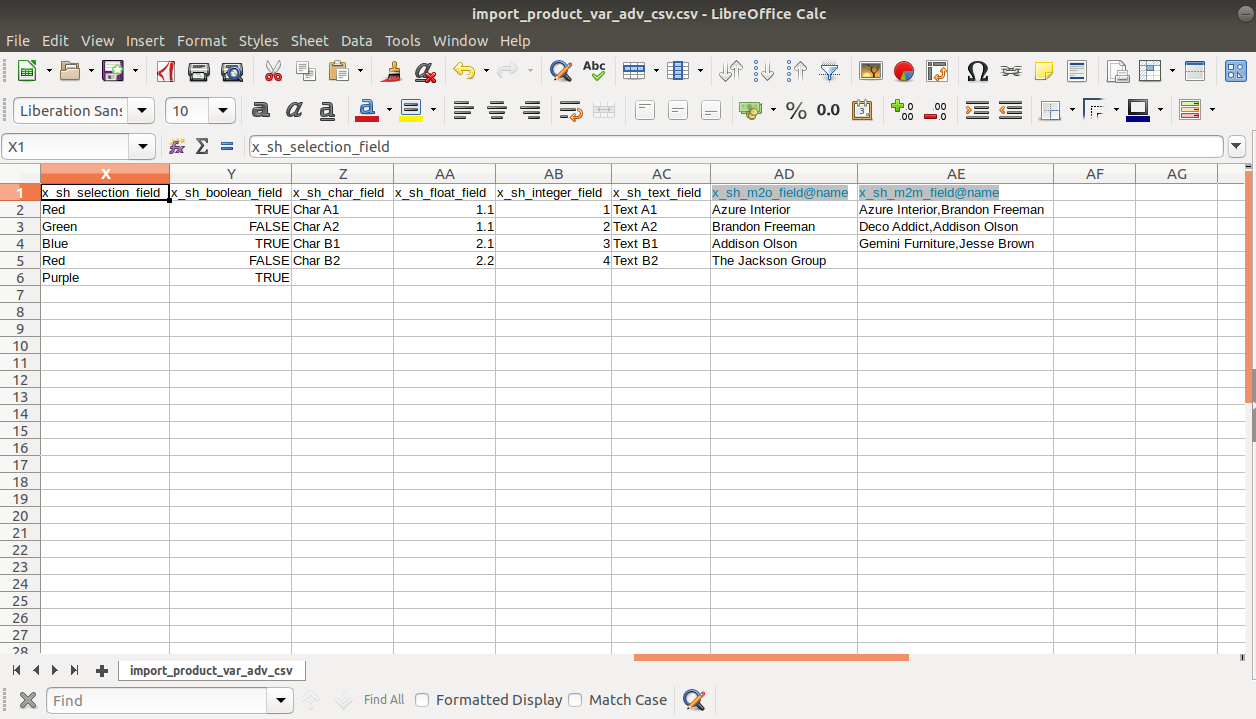 import_product_var_adv_csv.csv - LibreOffice Calc
File Edit View Insert Format Styles Sheet Data Tools Window Help
Abc
Liberation Sans 10 a a a a % 0.0
X1 x_sh_selection_field
X Y Z AA AB AC AD AE AF AG
1 x_sh_selection_field x_sh_boolean_field x_sh_char_field x_sh_float_field x_sh_integer_field x_sh_text_field x_sh_m2o_field@name x_sh_m2m_field@name
2 Red TRUE Char A1 1.1 1 Text A1 Azure Interior Azure Interior,Brandon Freeman
3 Green FALSE Char A2 1.1 2 Text A2 Brandon Freeman Deco Addict,Addison Olson
4 Blue TRUE Char B1 2.1 3 Text B1 Addison Olson Gemini Furniture,Jesse Brown
5 Red FALSE Char B2 2.2 4 Text B2 The Jackson Group
6 Purple TRUE
7
8
9
10
11
12
13
14
15
16
17
18
19
20
21
22
23
24
25
26
27
28
import_product_var_adv_csv
Find Find All Formatted Display Match Case